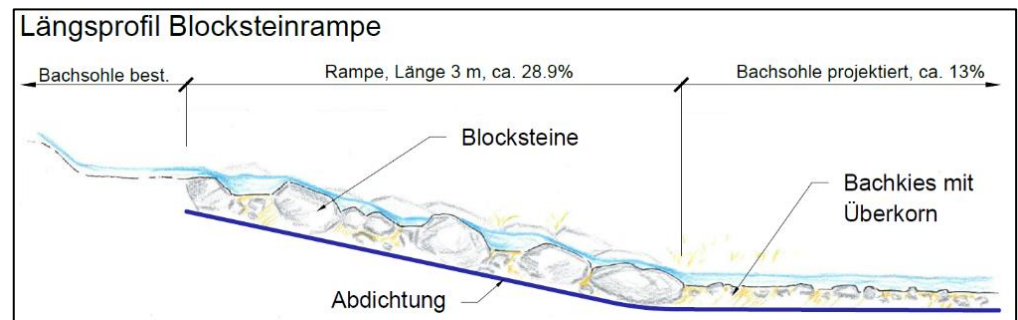 Längsprofil Blocksteinrampe
Bachsohle best.
Rampe, Länge 3 m, ca. 28.9%
Bachsohle projektiert, ca. 13%
Blocksteine
Bachkies mit
Überkorn
Abdichtung